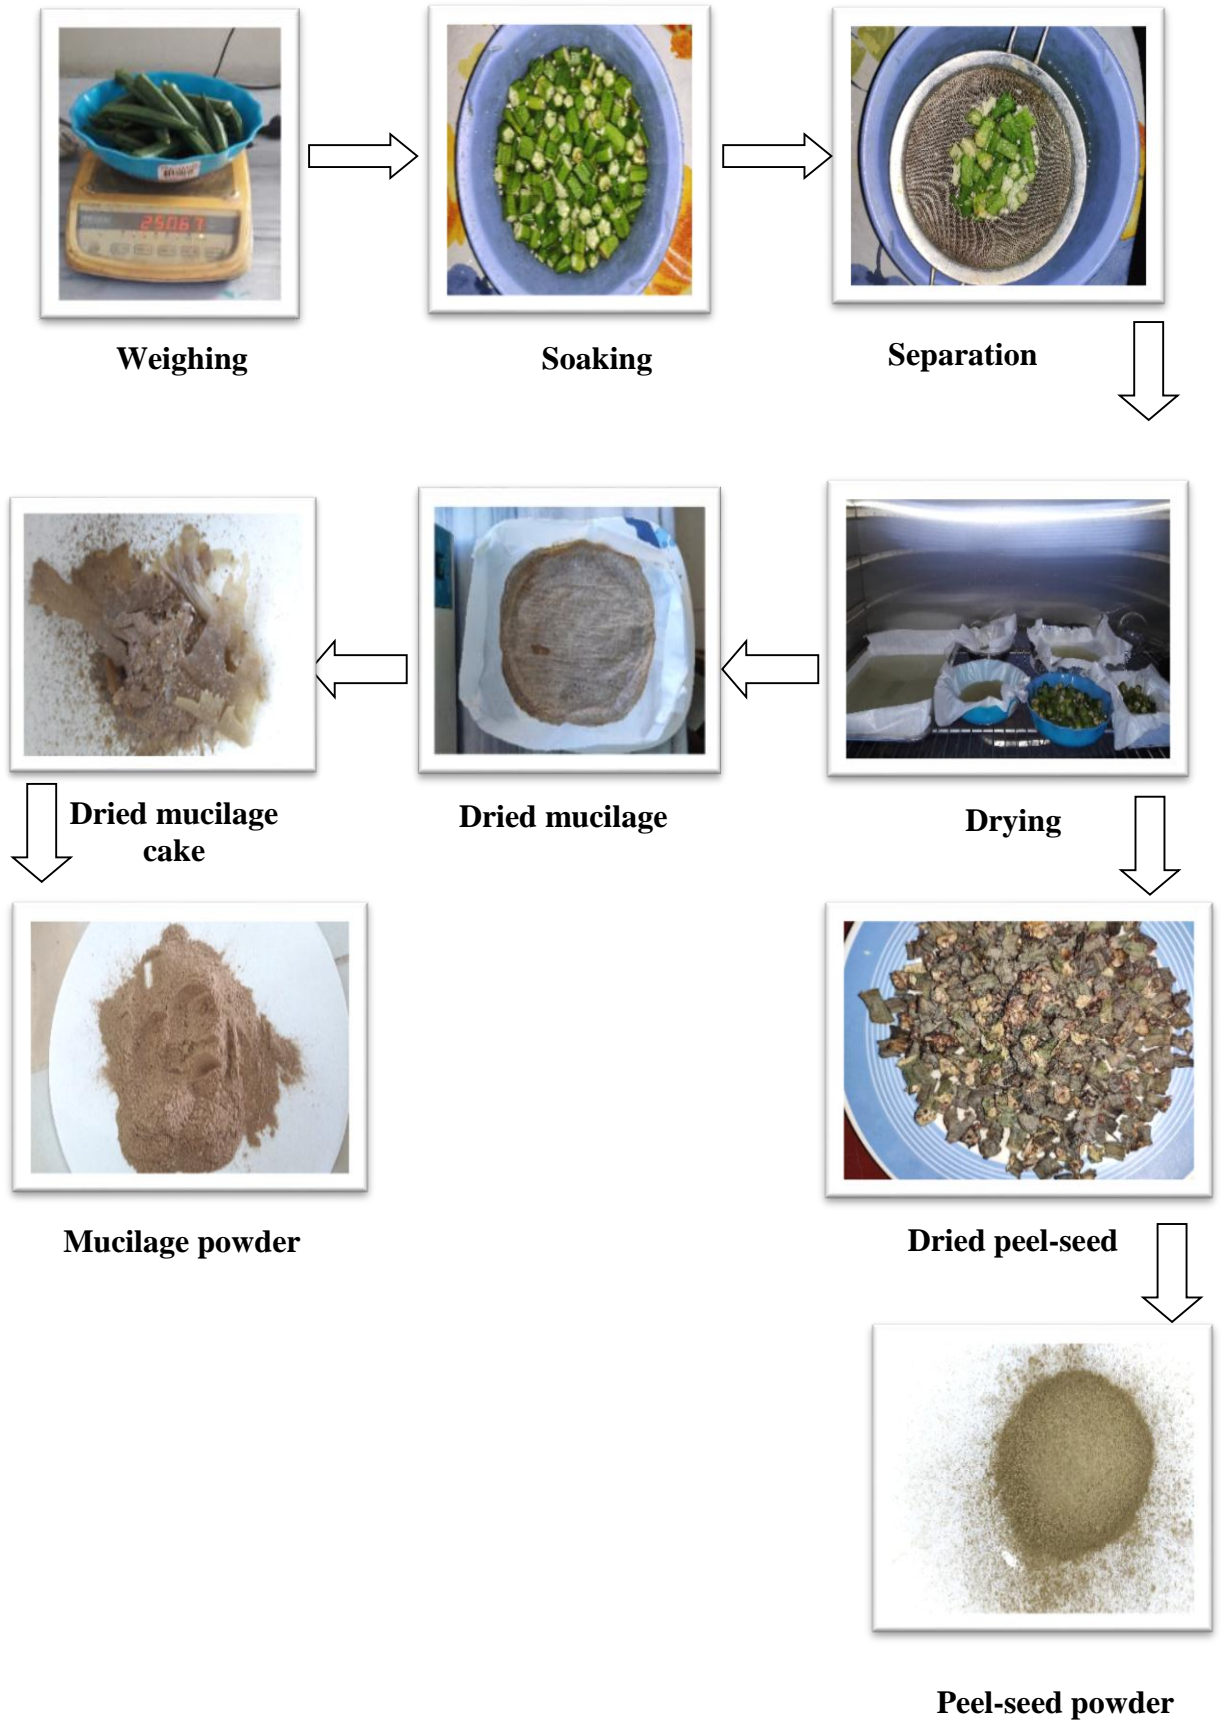 25067
Weighing
Soaking
Separation
Dried mucilage
cake
Dried mucilage
Drying
Mucilage powder
Dried peel-seed
Peel-seed powder